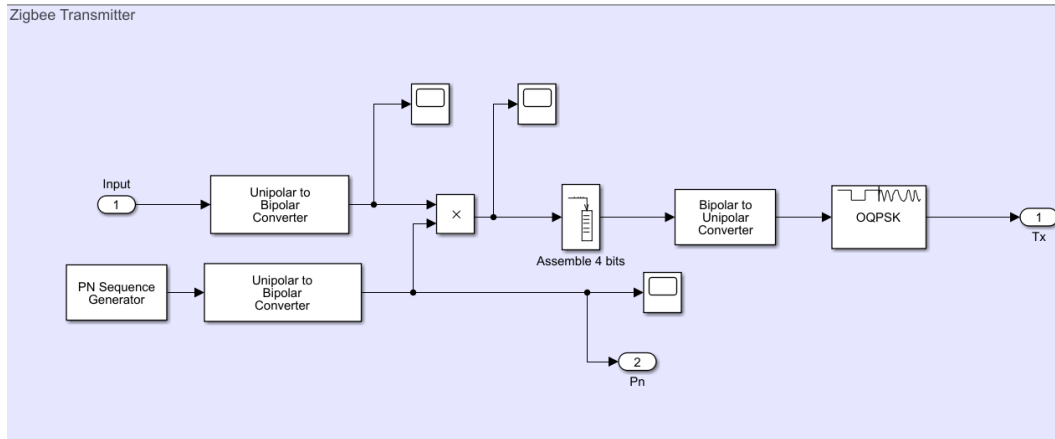 Zigbee Transmitter
Input
1
Unipolar to
Bipolar
Converter
×
Assemble 4 bits
Bipolar to
Unipolar
Converter
OQPSK
1
Tx
PN Sequence
Generator
Unipolar to
Bipolar
Converter
2
Pn